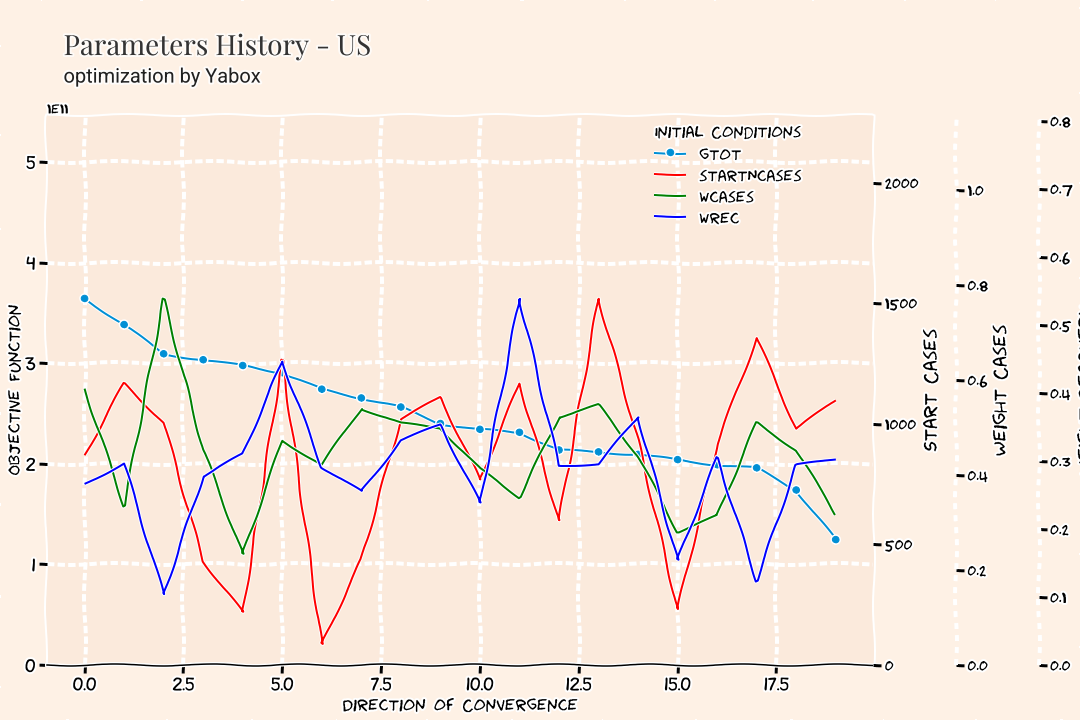 Parameters History - US
optimization by Yabox
1E11
INITIAL CONDITIONS
GTOT
STARTNCASES
WCASES
WREC
5
4
3
2
1
0
OBJECTIVE FUNCTION
0.0 2.5 5.0 7.5 10.0 12.5 15.0 17.5
DIRECTION OF CONVERGENCE
2000
1500
1000
500
0
START CASES
1.0
0.8
0.6
0.4
0.2
0.0
WEIGHT CASES
0.8
0.7
0.6
0.5
0.4
0.3
0.2
0.1
0.0